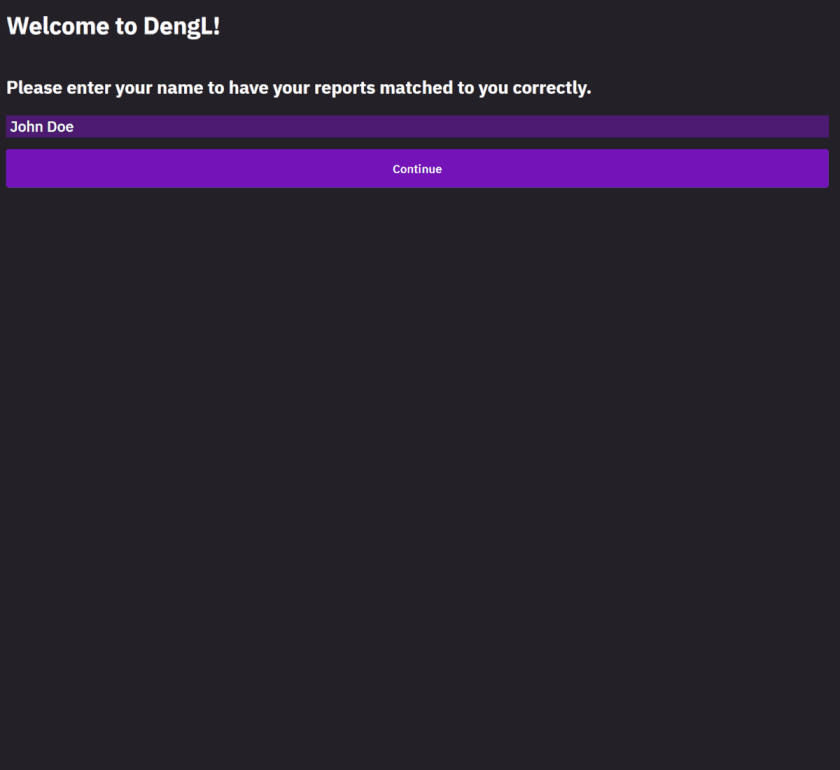 Welcome to DengL!
Please enter your name to have your reports matched to you correctly.
John Doe
Continue